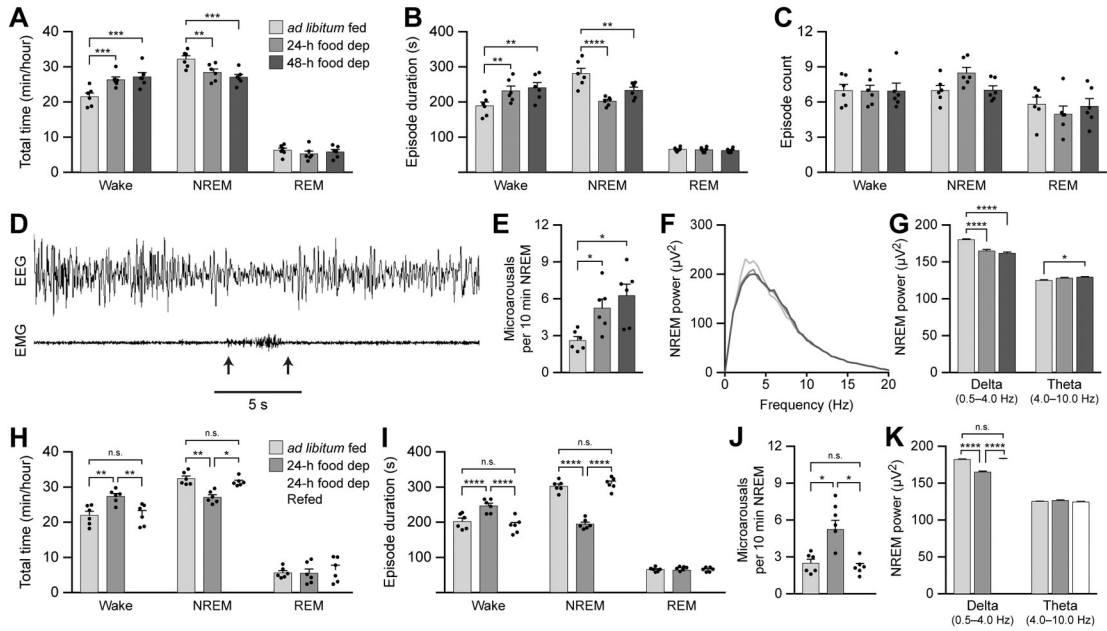 A
Total time (min/hour)
40
30
20
10
0
***
***
***
**
ad libitum fed
24-h food dep
48-h food dep
Wake
NREM
REM
B
Episode duration (s)
400
300
200
100
0
**
**
**
****
Wake
NREM
REM
C
Episode count
12
9
6
3
0
Wake
NREM
REM
D
EEG
EMG
5 s
E
Microarousals
per 10 min NREM
12
9
6
3
0
*
*
F
NREM power (µV²)
300
200
100
0
0
5
10
15
20
Frequency (Hz)
G
NREM power (µV²)
200
150
100
50
0
****
****
*
Delta
(0.5–4.0 Hz)
Theta
(4.0–10.0 Hz)
H
Total time (min/hour)
40
30
20
10
0
n.s.
** **
n.s.
** *
ad libitum fed
24-h food dep
24-h food dep
Refed
Wake
NREM
REM
I
Episode duration (s)
400
300
200
100
0
n.s.
**** ****
n.s.
**** ****
Wake
NREM
REM
J
Microarousals
per 10 min NREM
12
9
6
3
0
n.s.
* *
K
NREM power (µV²)
200
150
100
50
0
n.s.
**** ****
Delta
(0.5–4.0 Hz)
Theta
(4.0–10.0 Hz)